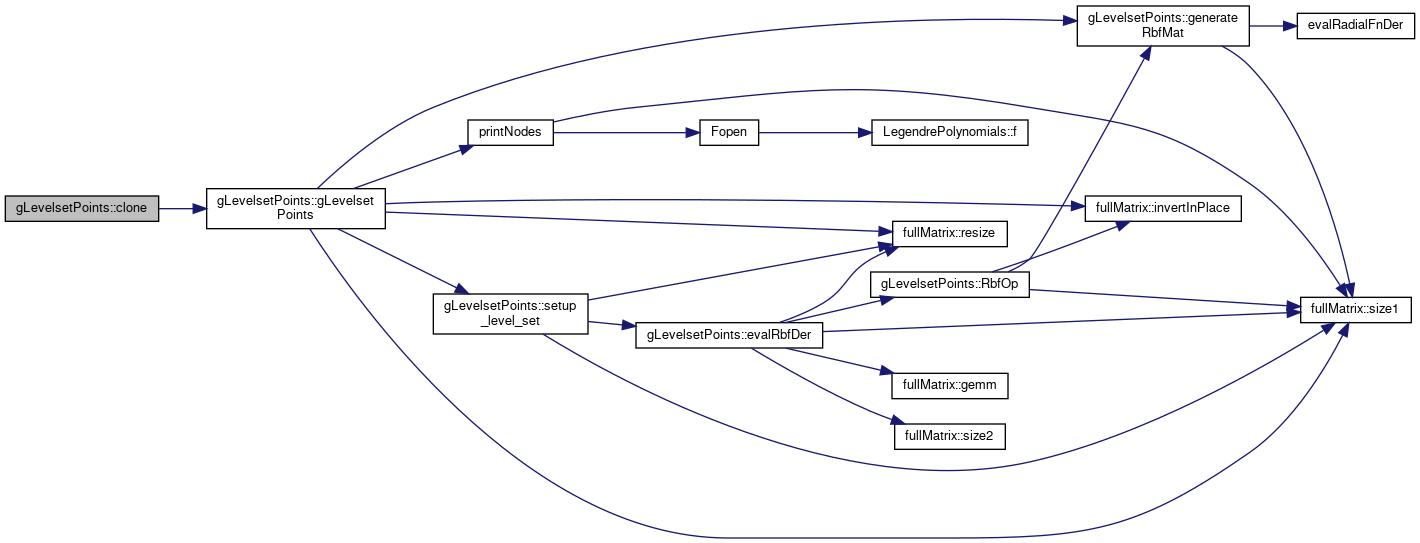 gLevelsetPoints::clone
gLevelsetPoints::gLevelset
Points
gLevelsetPoints::generate
RbfMat
evalRadialFnDer
printNodes
Fopen
LegendrePolynomials::f
fullMatrix::invertInPlace
fullMatrix::resize
gLevelsetPoints::RbfOp
gLevelsetPoints::setup
_level_set
gLevelsetPoints::evalRbfDer
fullMatrix::size1
fullMatrix::gemm
fullMatrix::size2